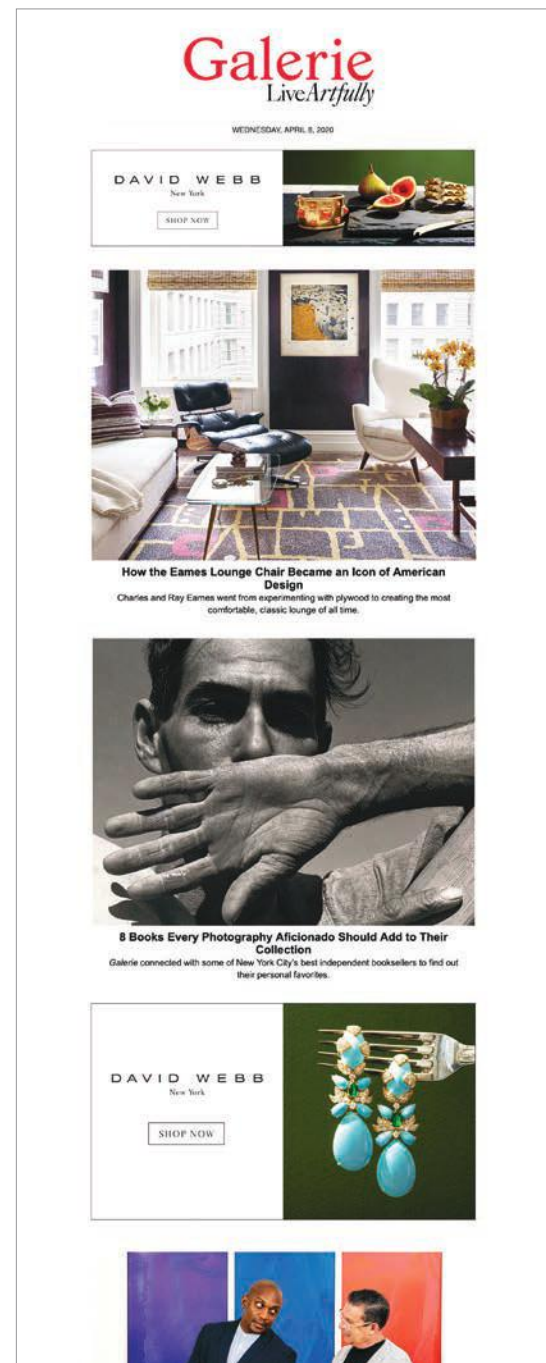 Galerie
LiveArtfully
WEDNESDAY, APRIL 8, 2020
DAVID WEBB
New York
SHOP NOW
How the Eames Lounge Chair Became an Icon of American
Design
Charles and Ray Eames went from experimenting with plywood to creating the most
comfortable, classic lounge of all time.
8 Books Every Photography Aficionado Should Add to Their
Collection
Galerie connected with some of New York City's best independent booksellers to find out
their personal favorites.
DAVID WEBB
New York
SHOP NOW